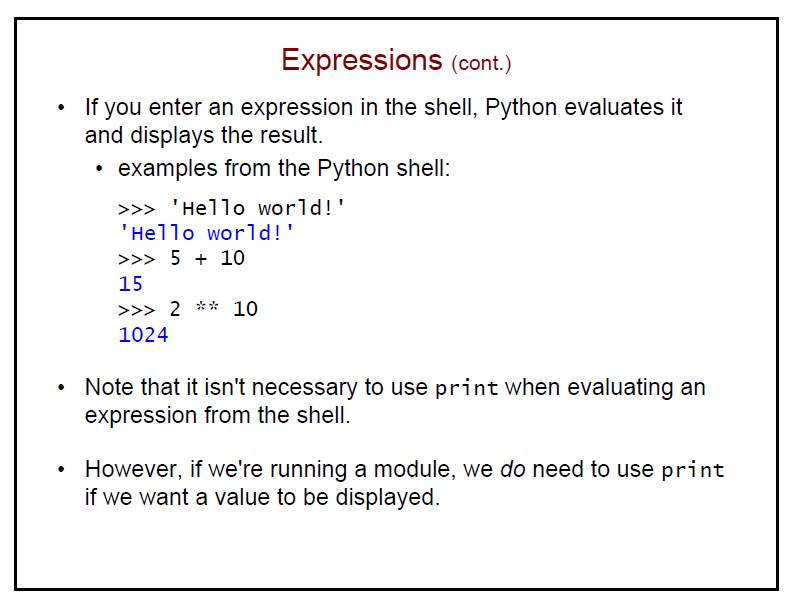 Expressions (cont.)
• If you enter an expression in the shell, Python evaluates it
and displays the result.
• examples from the Python shell:
>>> 'Hello world!'
'Hello world!'
>>> 5 + 10
15
>>> 2 ** 10
1024
• Note that it isn't necessary to use print when evaluating an
expression from the shell.
• However, if we're running a module, we do need to use print
if we want a value to be displayed.